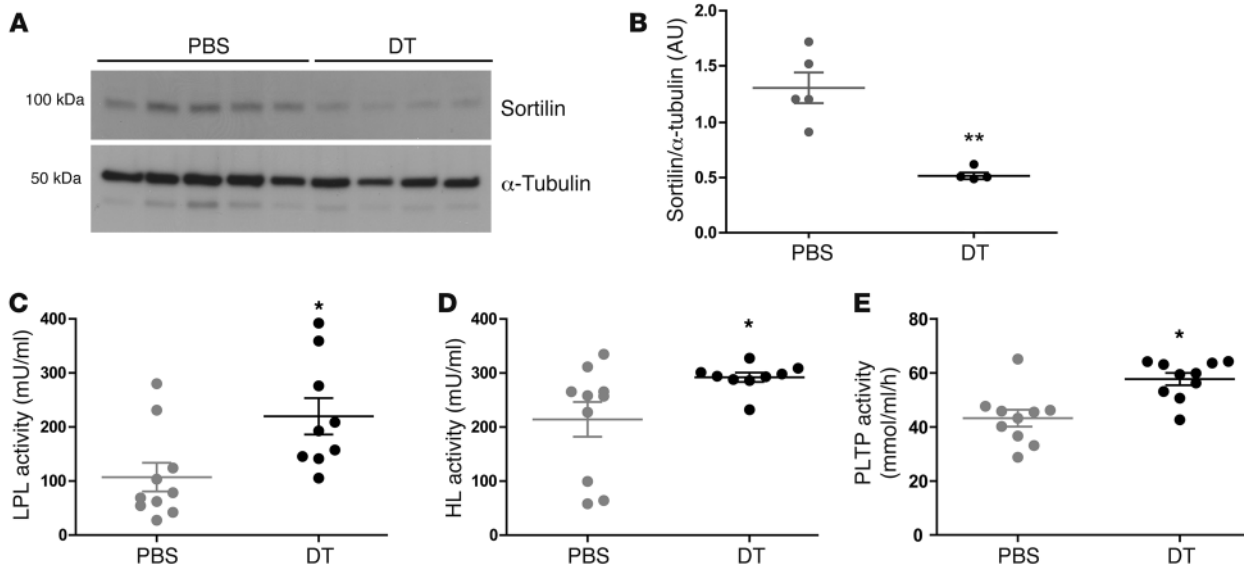 A
PBS DT
100 kDa
Sortilin
50 kDa
α-Tubulin
B
Sortilin/α-tubulin (AU)
2.0
1.5
1.0
0.5
0.0
**
PBS DT
C
LPL activity (mU/ml)
400
300
200
100
0
*
PBS DT
D
HL activity (mU/ml)
400
300
200
100
0
*
PBS DT
E
PLTP activity
(mmol/ml/h)
80
60
40
20
0
*
PBS DT